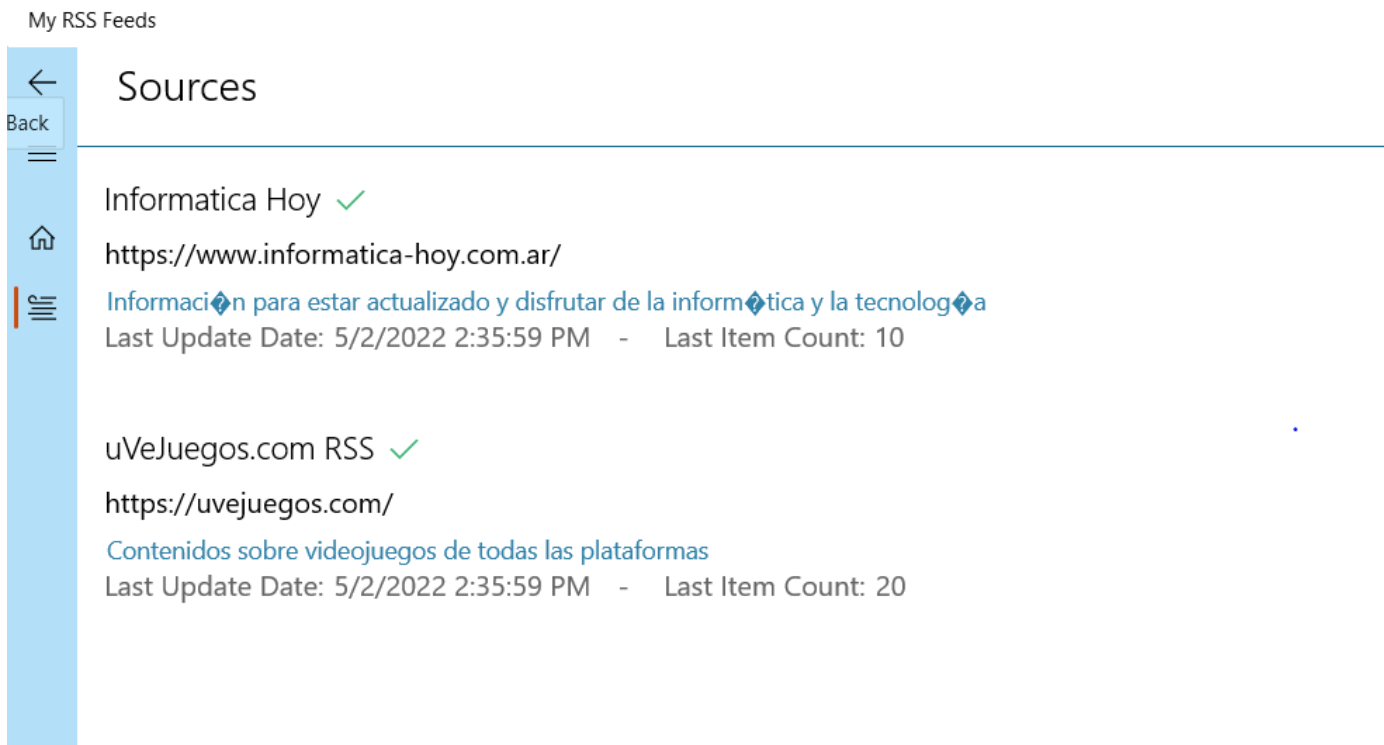 My RSS Feeds
Sources
Back
Informatica Hoy
https://www.informatica-hoy.com.ar/
Informaci�n para estar actualizado y disfrutar de la inform�tica y la tecnolog�a
Last Update Date: 5/2/2022 2:35:59 PM - Last Item Count: 10
uVeJuegos.com RSS
https://uvejuegos.com/
Contenidos sobre videojuegos de todas las plataformas
Last Update Date: 5/2/2022 2:35:59 PM - Last Item Count: 20